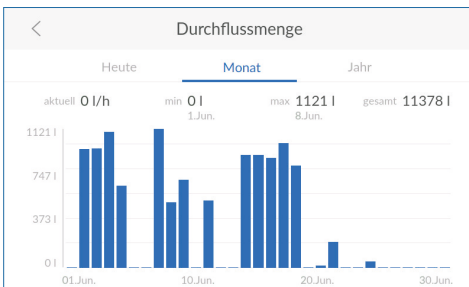 Durchflussmenge
Heute Monat Jahr
aktuell 0 l/h min 0 l max 1121 l gesamt 11378 l
1.Jun. 8.Jun.
1121 l
747 l
373 l
0 l
01.Jun. 10.Jun. 20.Jun. 30.Jun.